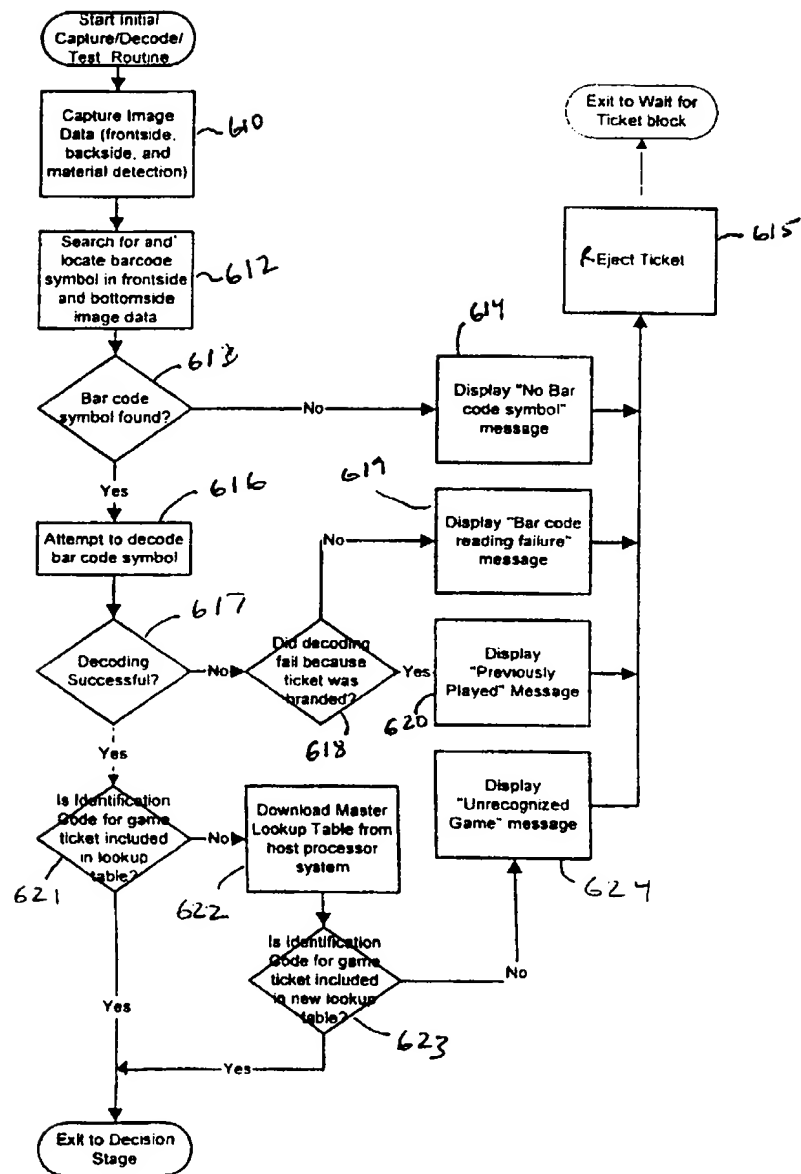 Start Initial
Capture/Decode/
Test Routine
Capture Image
Data (frontside,
backside, and
material detection)
610
Exit to Wait for
Ticket block
Search for and'
locate barcode
symbol in frontside
and bottomside
image data
612
REject Ticket
615
Bar code
symbol found?
613
No
614
Display "No Bar
code symbol"
message
Yes
616
Attempt to decode
bar code symbol
619
Display "Bar code
reading failure"
message
No
617
Decoding
Successful?
No
Did decoding
fail because
ticket was
branded?
618
Yes
Display
"Previously
Played" Message
620
Yes
Is Identification
Code for game
ticket included
in lookup
table?
621
No
Download Master
Lookup Table from
host processor
system
622
Display
"Unrecognized
Game" message
624
Is Identification
Code for game
ticket included
in new lookup
table?
623
No
Yes
Yes
Exit to Decision
Stage